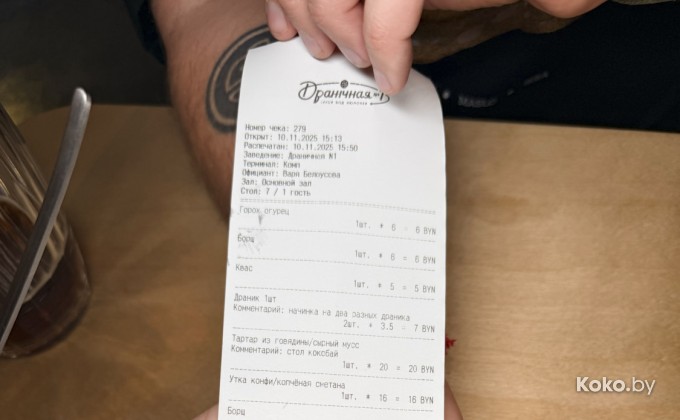 Дранічная №1
Номер чека: 279
Открыт: 10.11.2025 15:13
Распечатан: 10.11.2025 15:50
Заведение: Драничная N1
Терминал: Комп
Официант: Варя Белоусова
Зал: Основной зал
Стол: 7 / 1 гость
Горох огурец
1шт. * 6 = 6 BYN
Борщ
1шт. * 6 = 6 BYN
Квас
1шт. * 5 = 5 BYN
Драник 1шт
Комментарий: начинка на два разных драника
2шт. * 3.5 = 7 BYN
Тартар из говядины/сырный мусс
Комментарий: стол коксбай
1шт. * 20 = 20 BYN
Утка конфи/копчёная сметана
1шт. * 16 = 16 BYN
Борщ
Koko.by